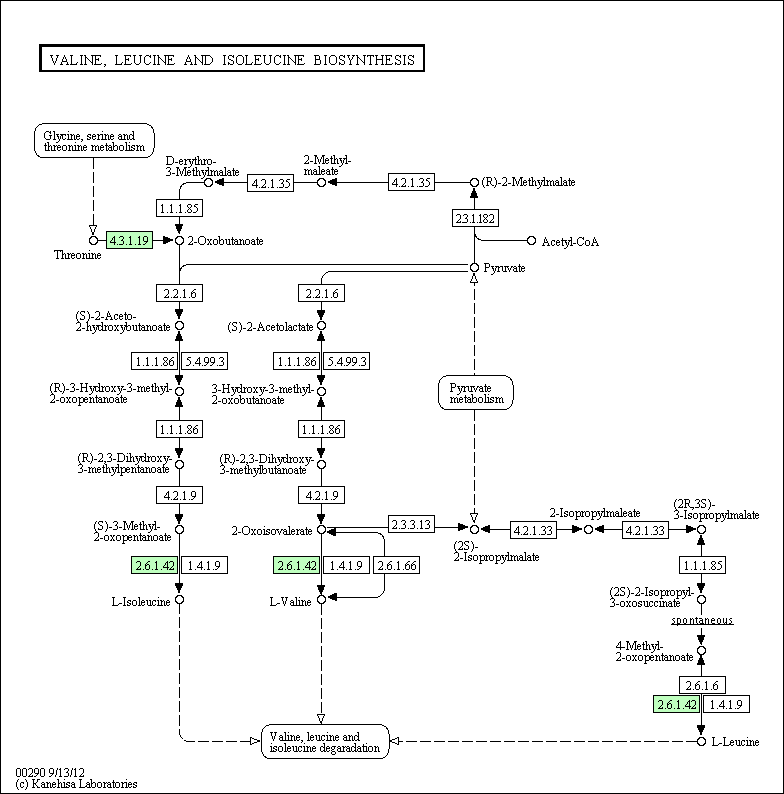 VALINE, LEUCINE AND ISOLEUCINE BIOSYNTHESIS
Glycine, serine and
threonine metabolism
D-erythro-
3-Methylmalate
2-Methyl-
maleate
4.2.1.35
4.2.1.35
(R)-2-Methylmalate
1.1.1.85
2.3.1.182
4.3.1.19
2-Oxobutanoate
Acetyl-CoA
Threonine
Pyruvate
2.2.1.6
2.2.1.6
(S)-2-Aceto-
2-hydroxybutanoate
(S)-2-Acetolactate
1.1.1.86
5.4.99.3
1.1.1.86
5.4.99.3
(R)-3-Hydroxy-3-methyl-
2-oxopentanoate
3-Hydroxy-3-methyl-
2-oxobutanoate
Pyruvate
metabolism
1.1.1.86
1.1.1.86
(R)-2,3-Dihydroxy-
3-methylpentanoate
(R)-2,3-Dihydroxy-
3-methylbutanoate
4.2.1.9
4.2.1.9
(S)-3-Methyl-
2-oxopentanoate
2-Oxoisovalerate
2.3.3.13
(2S)-
2-Isopropylmalate
4.2.1.33
2-Isopropylmaleate
4.2.1.33
(2R,3S)-
3-Isopropylmalate
2.6.1.42
1.4.1.9
2.6.1.42
1.4.1.9
2.6.1.66
1.1.1.85
L-Isoleucine
L-Valine
(2S)-2-Isopropyl-
3-oxosuccinate
spontaneous
4-Methyl-
2-oxopentanoate
2.6.1.6
2.6.1.42
1.4.1.9
Valine, leucine and
isoleucine degaradation
L-Leucine
00290 9/13/12
(c) Kanehisa Laboratories